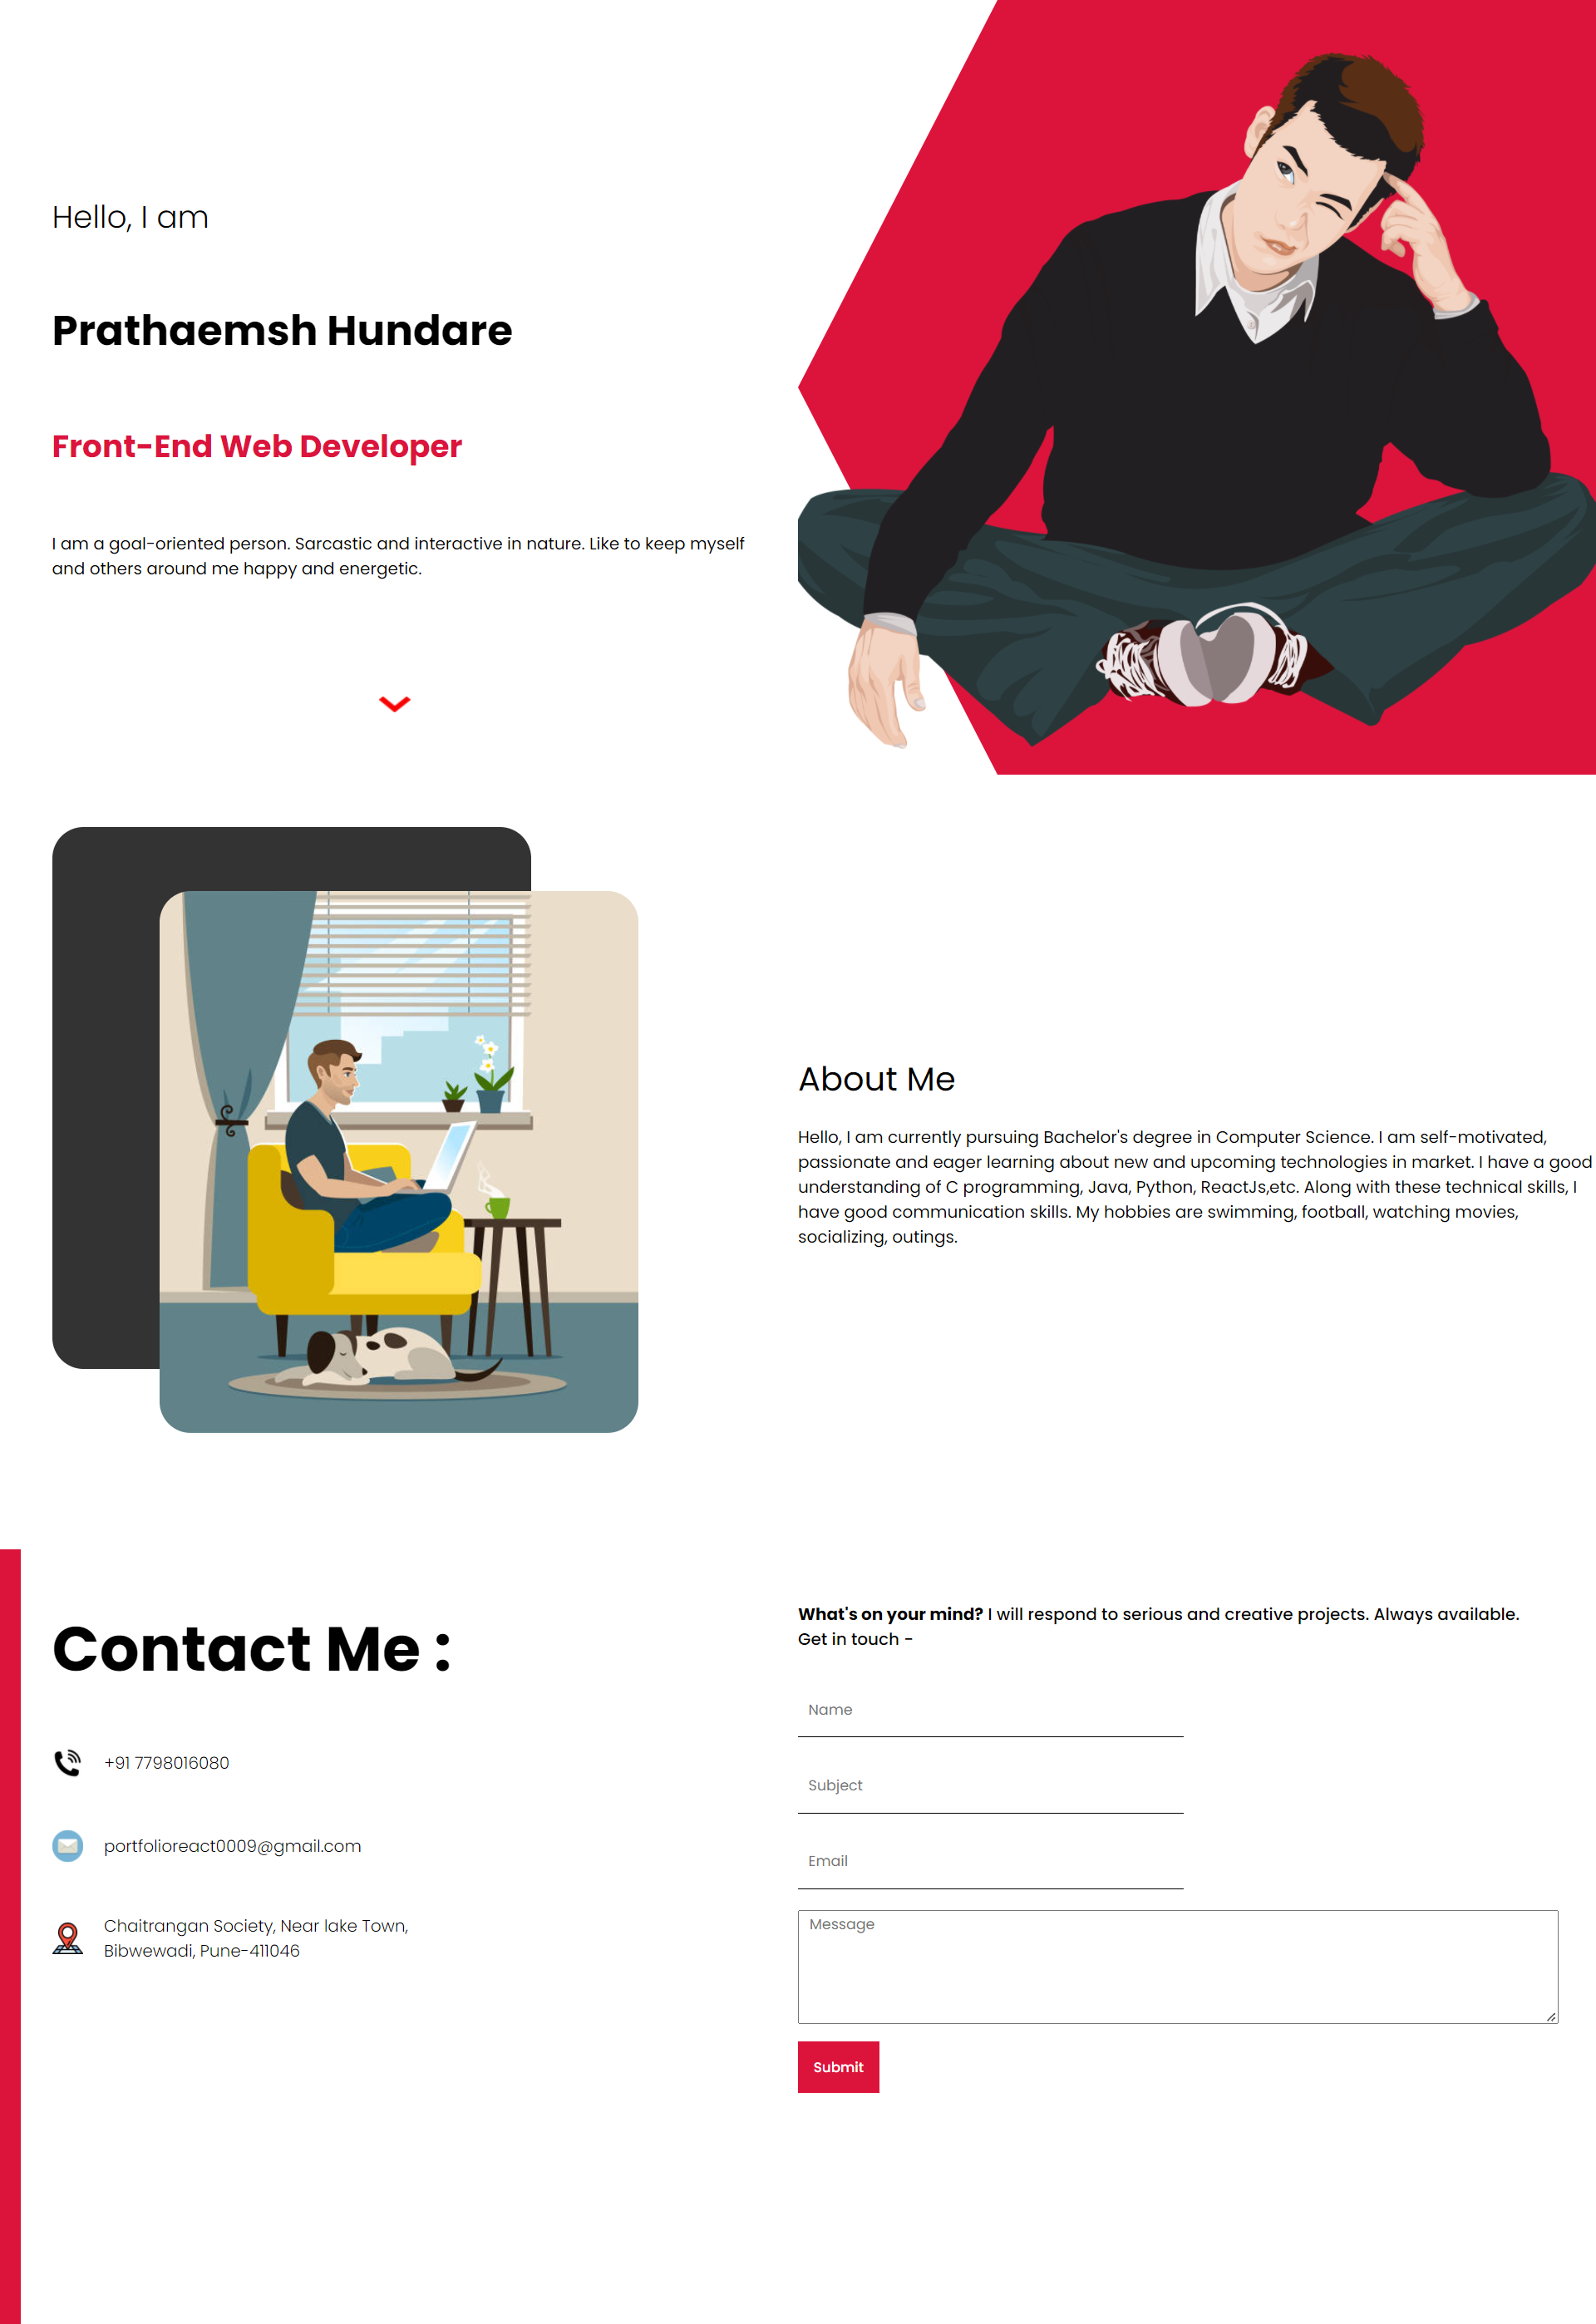 Hello, I am
Prathaemsh Hundare
Front-End Web Developer
I am a goal-oriented person. Sarcastic and interactive in nature. Like to keep myself
and others around me happy and energetic.
About Me
Hello, I am currently pursuing Bachelor's degree in Computer Science. I am self-motivated,
passionate and eager learning about new and upcoming technologies in market. I have a good
understanding of C programming, Java, Python, ReactJs,etc. Along with these technical skills, I
have good communication skills. My hobbies are swimming, football, watching movies,
socializing, outings.
Contact Me :
+91 7798016080
portfolioreact0009@gmail.com
Chaitrangan Society, Near lake Town,
Bibwewadi, Pune-411046
What's on your mind? I will respond to serious and creative projects. Always available.
Get in touch -
Name
Subject
Email
Message
Submit